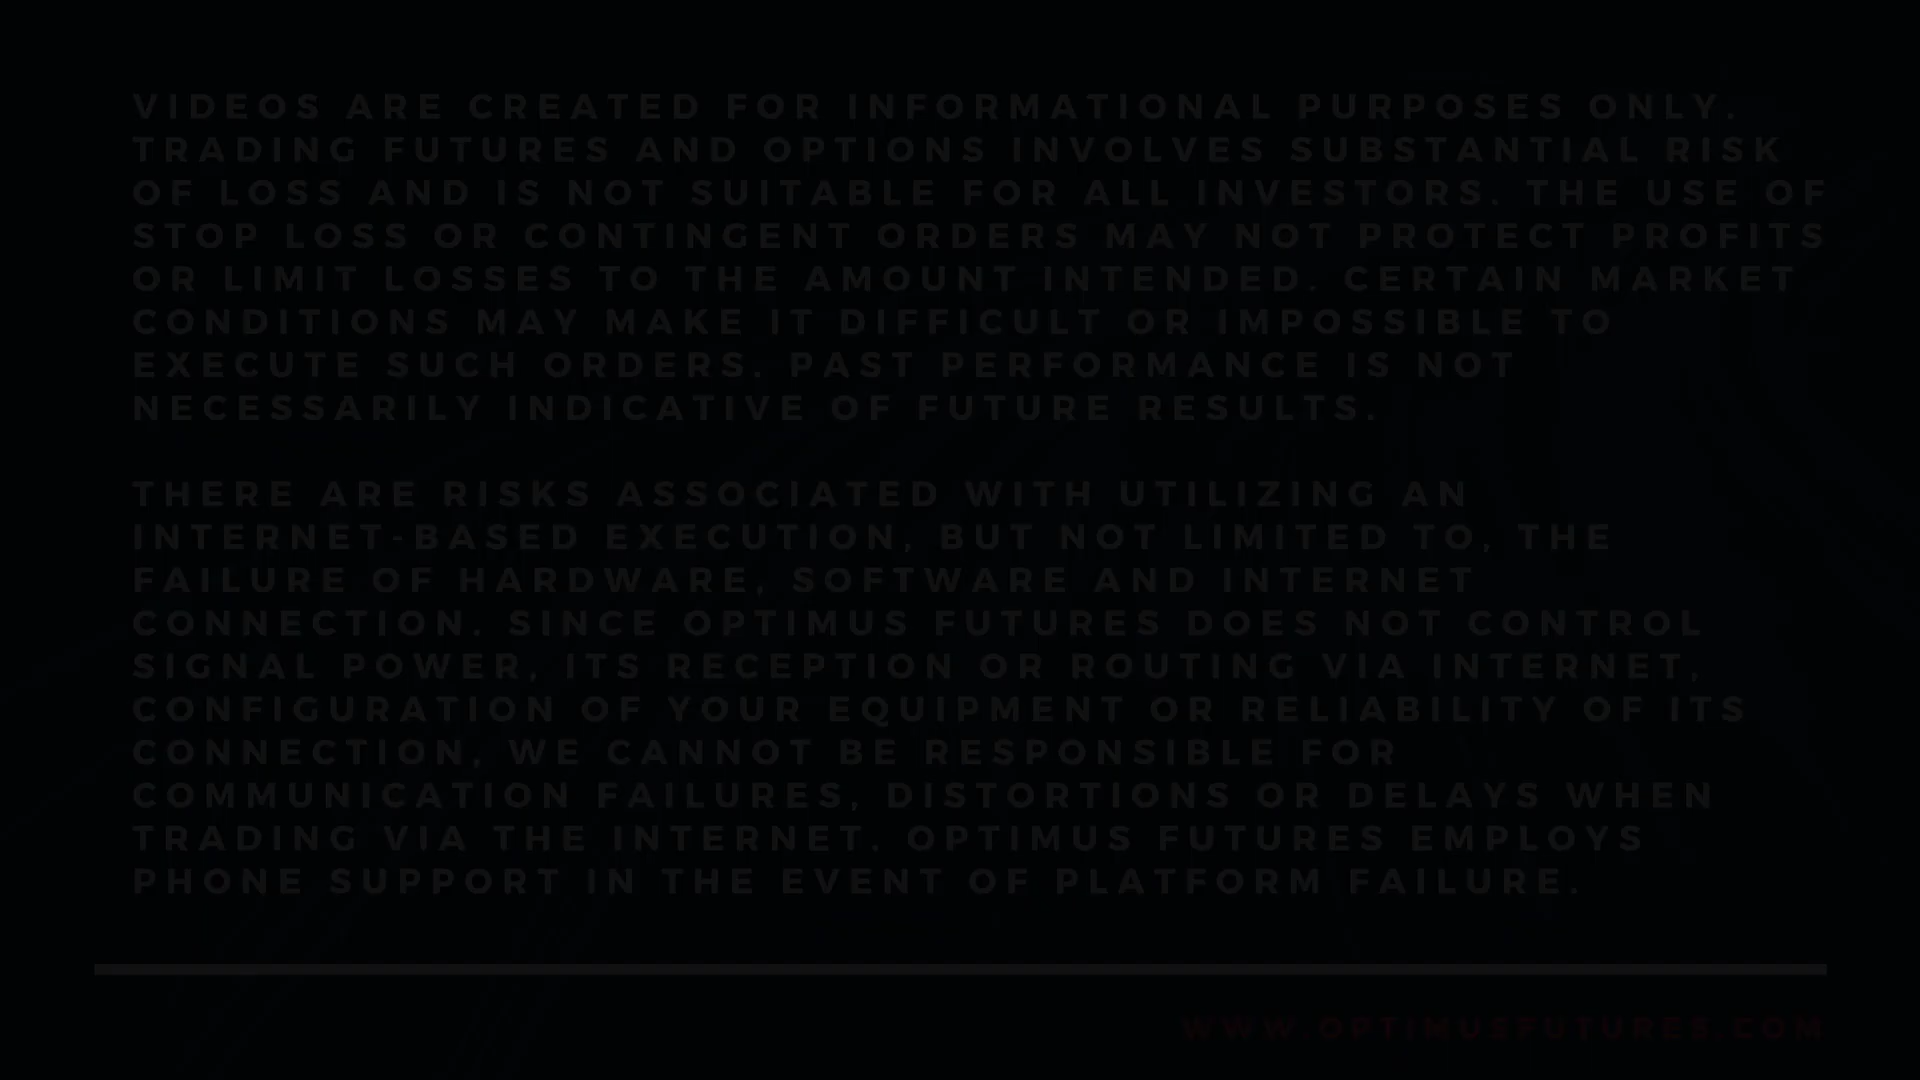 VIDEOS ARE CREATED FOR INFORMATIONAL PURPOSES ONLY.
TRADING FUTURES AND OPTIONS INVOLVES SUBSTANTIAL RISK
OF LOSS AND IS NOT SUITABLE FOR ALL INVESTORS. THE USE OF
STOP LOSS OR CONTINGENT ORDERS MAY NOT PROTECT PROFITS
OR LIMIT LOSSES TO THE AMOUNT INTENDED. CERTAIN MARKET
CONDITIONS MAY MAKE IT DIFFICULT OR IMPOSSIBLE TO
EXECUTE SUCH ORDERS. PAST PERFORMANCE IS NOT
NECESSARILY INDICATIVE OF FUTURE RESULTS.
THERE ARE RISKS ASSOCIATED WITH UTILIZING AN
INTERNET-BASED EXECUTION, BUT NOT LIMITED TO, THE
FAILURE OF HARDWARE, SOFTWARE AND INTERNET
CONNECTION. SINCE OPTIMUS FUTURES DOES NOT CONTROL
SIGNAL POWER, ITS RECEPTION OR ROUTING VIA INTERNET,
CONFIGURATION OF YOUR EQUIPMENT OR RELIABILITY OF ITS
CONNECTION, WE CANNOT BE RESPONSIBLE FOR
COMMUNICATION FAILURES, DISTORTIONS OR DELAYS WHEN
TRADING VIA THE INTERNET. OPTIMUS FUTURES EMPLOYS
PHONE SUPPORT IN THE EVENT OF PLATFORM FAILURE.
WWW.OPTIMUSFUTURES.COM